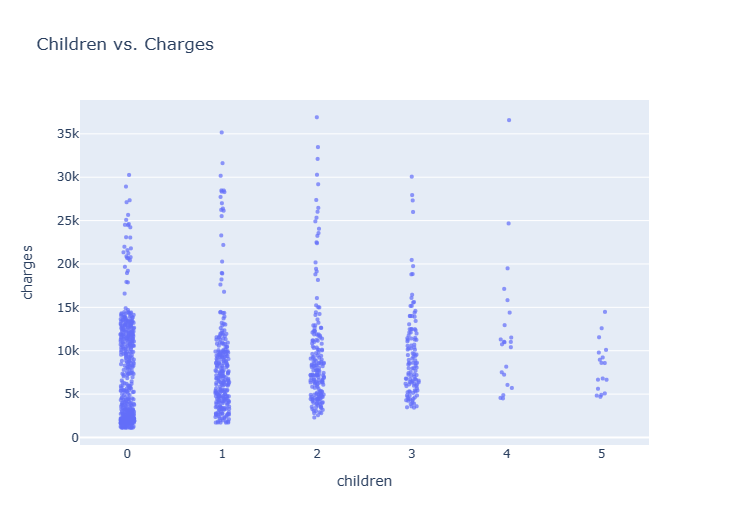 Children vs. Charges
35k
30k
25k
20k
15k
10k
5k
0
charges
0 1 2 3 4 5
children